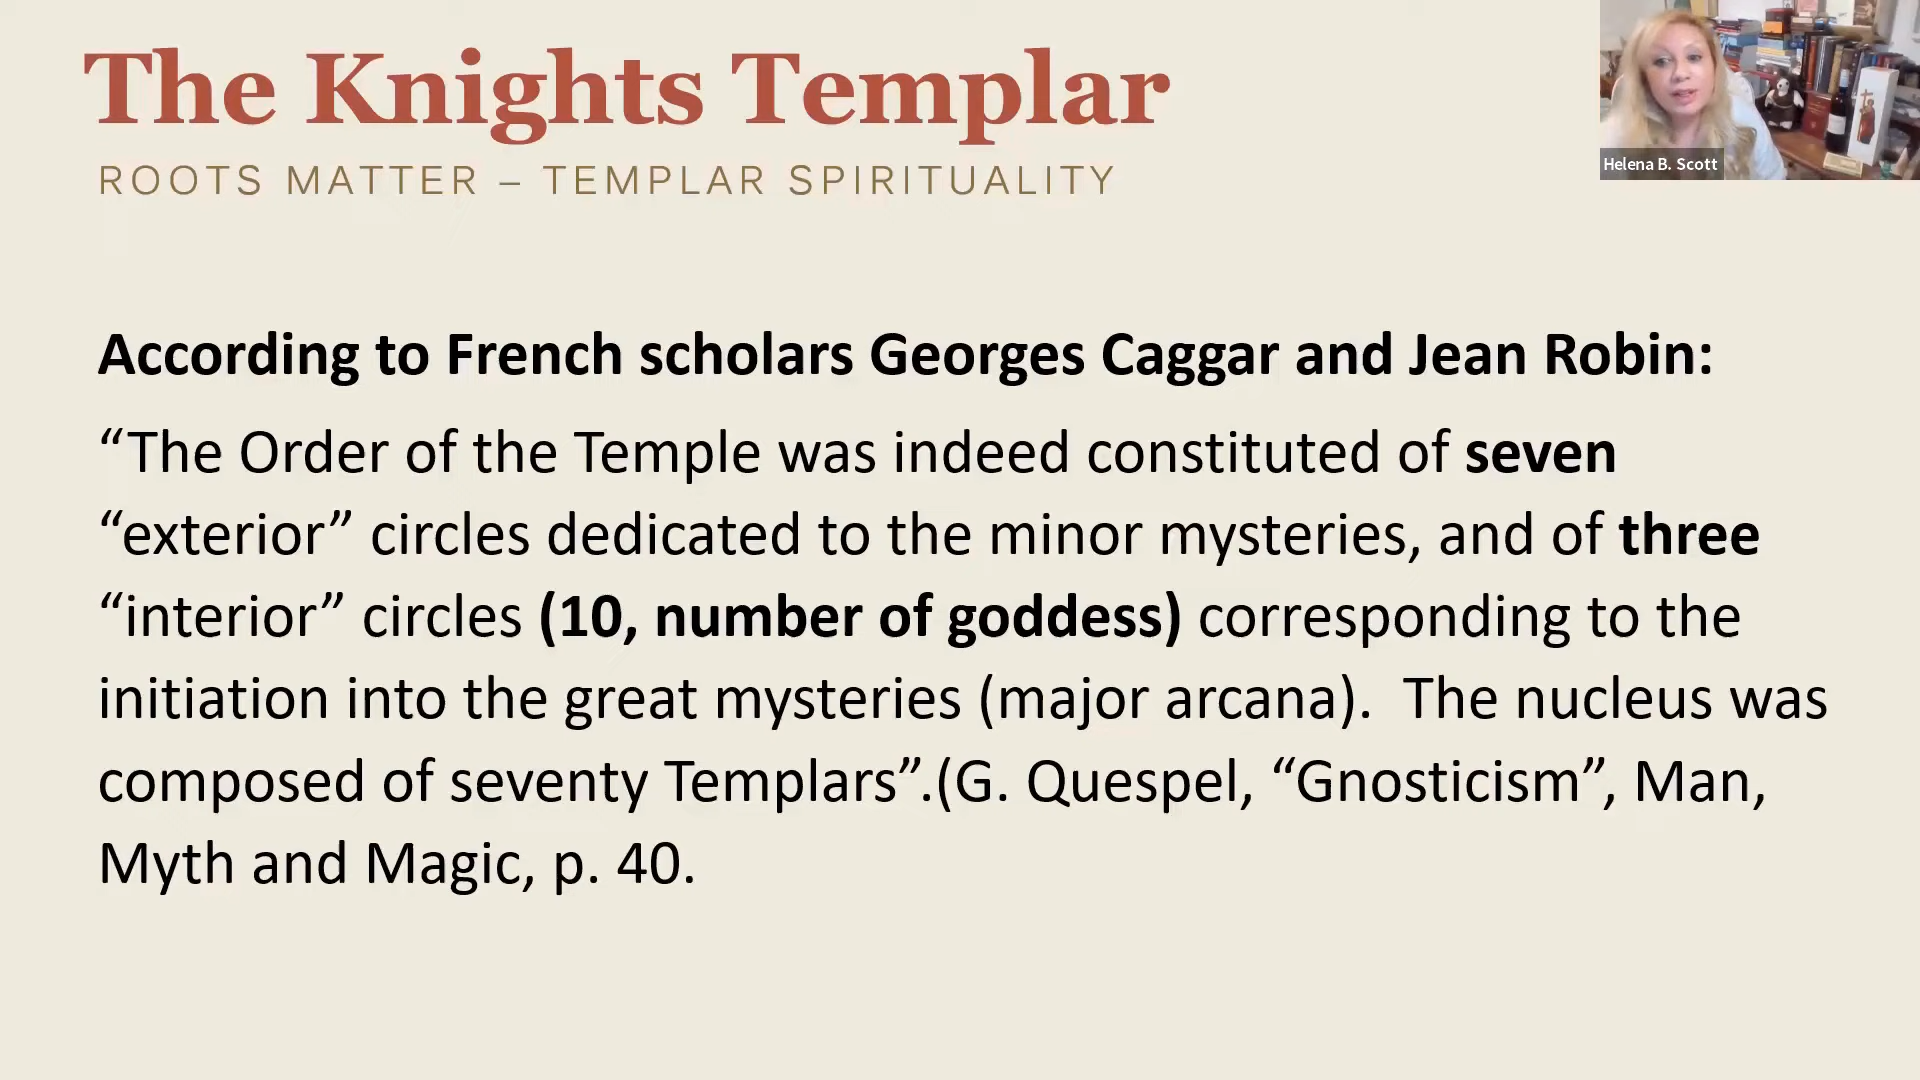 The Knights Templar
ROOTS MATTER – TEMPLAR SPIRITUALITY
Helena B. Scott
According to French scholars Georges Caggar and Jean Robin:
“The Order of the Temple was indeed constituted of seven
“exterior” circles dedicated to the minor mysteries, and of three
“interior” circles (10, number of goddess) corresponding to the
initiation into the great mysteries (major arcana).  The nucleus was
composed of seventy Templars”.(G. Quespel, “Gnosticism”, Man,
Myth and Magic, p. 40.